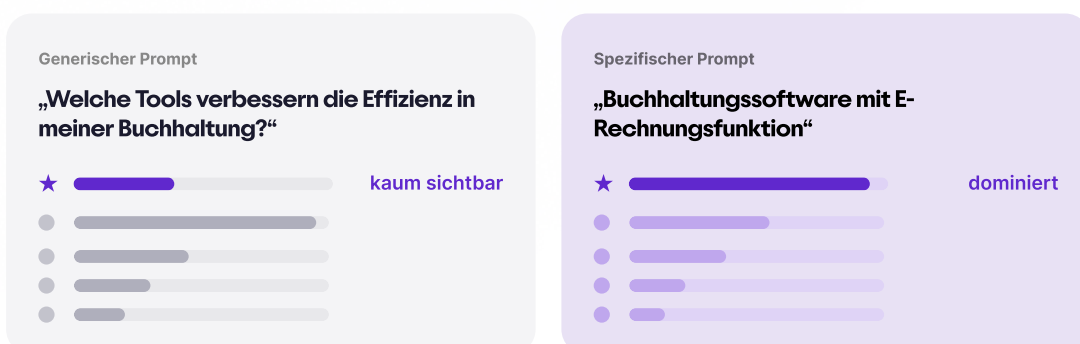 Generischer Prompt
„Welche Tools verbessern die Effizienz in
meiner Buchhaltung?“
kaum sichtbar
Spezifischer Prompt
„Buchhaltungssoftware mit E-
Rechnungsfunktion“
dominiert